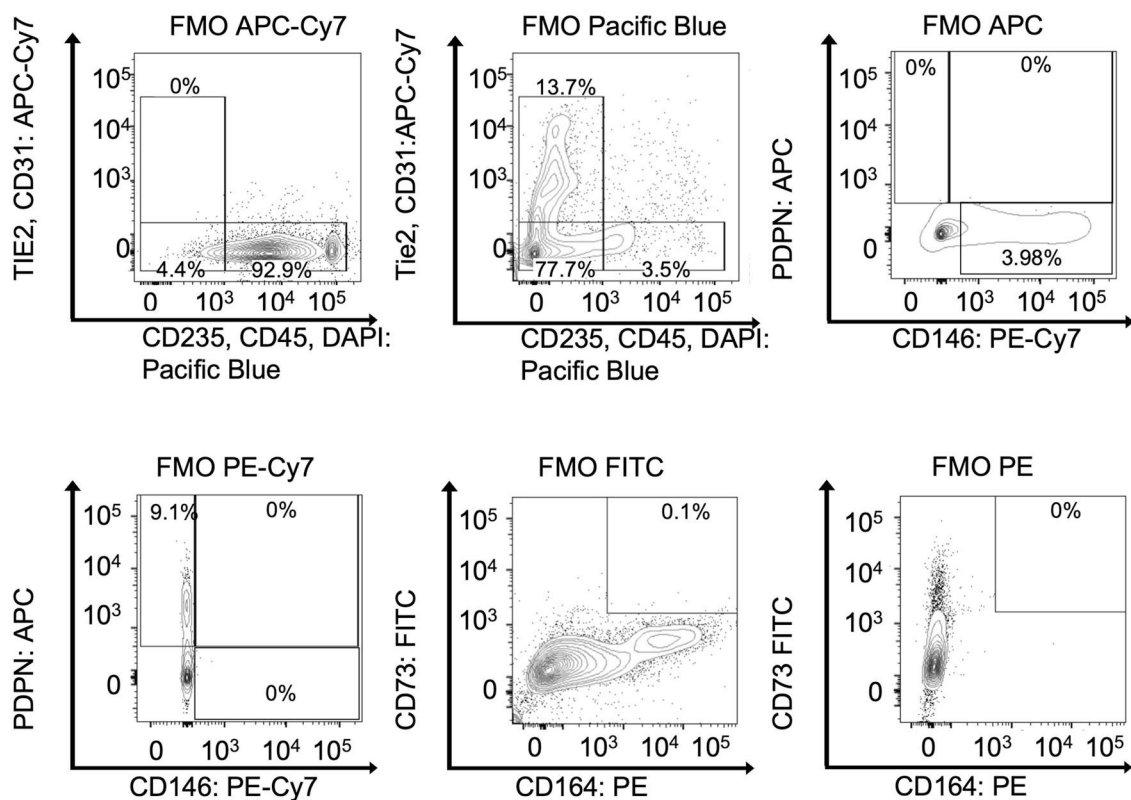 FMO APC-Cy7
TIE2, CD31: APC-Cy7
10⁵
10⁴
10³
0
0%
4.4%
92.9%
0 10³ 10⁴ 10⁵
CD235, CD45, DAPI:
Pacific Blue
FMO Pacific Blue
Tie2, CD31:APC-Cy7
10⁵
10⁴
10³
0
13.7%
77.7%
3.5%
0 10³ 10⁴ 10⁵
CD235, CD45, DAPI:
Pacific Blue
FMO APC
PDPN: APC
10⁵
10⁴
10³
0
0%
0%
3.98%
0 10³ 10⁴ 10⁵
CD146: PE-Cy7
FMO PE-Cy7
PDPN: APC
10⁵
10⁴
10³
0
9.1%
0%
0%
0 10³ 10⁴ 10⁵
CD146: PE-Cy7
FMO FITC
CD73: FITC
10⁵
10⁴
10³
0
0.1%
0 10³ 10⁴ 10⁵
CD164: PE
FMO PE
CD73 FITC
10⁵
10⁴
10³
0
0%
0 10³ 10⁴ 10⁵
CD164: PE